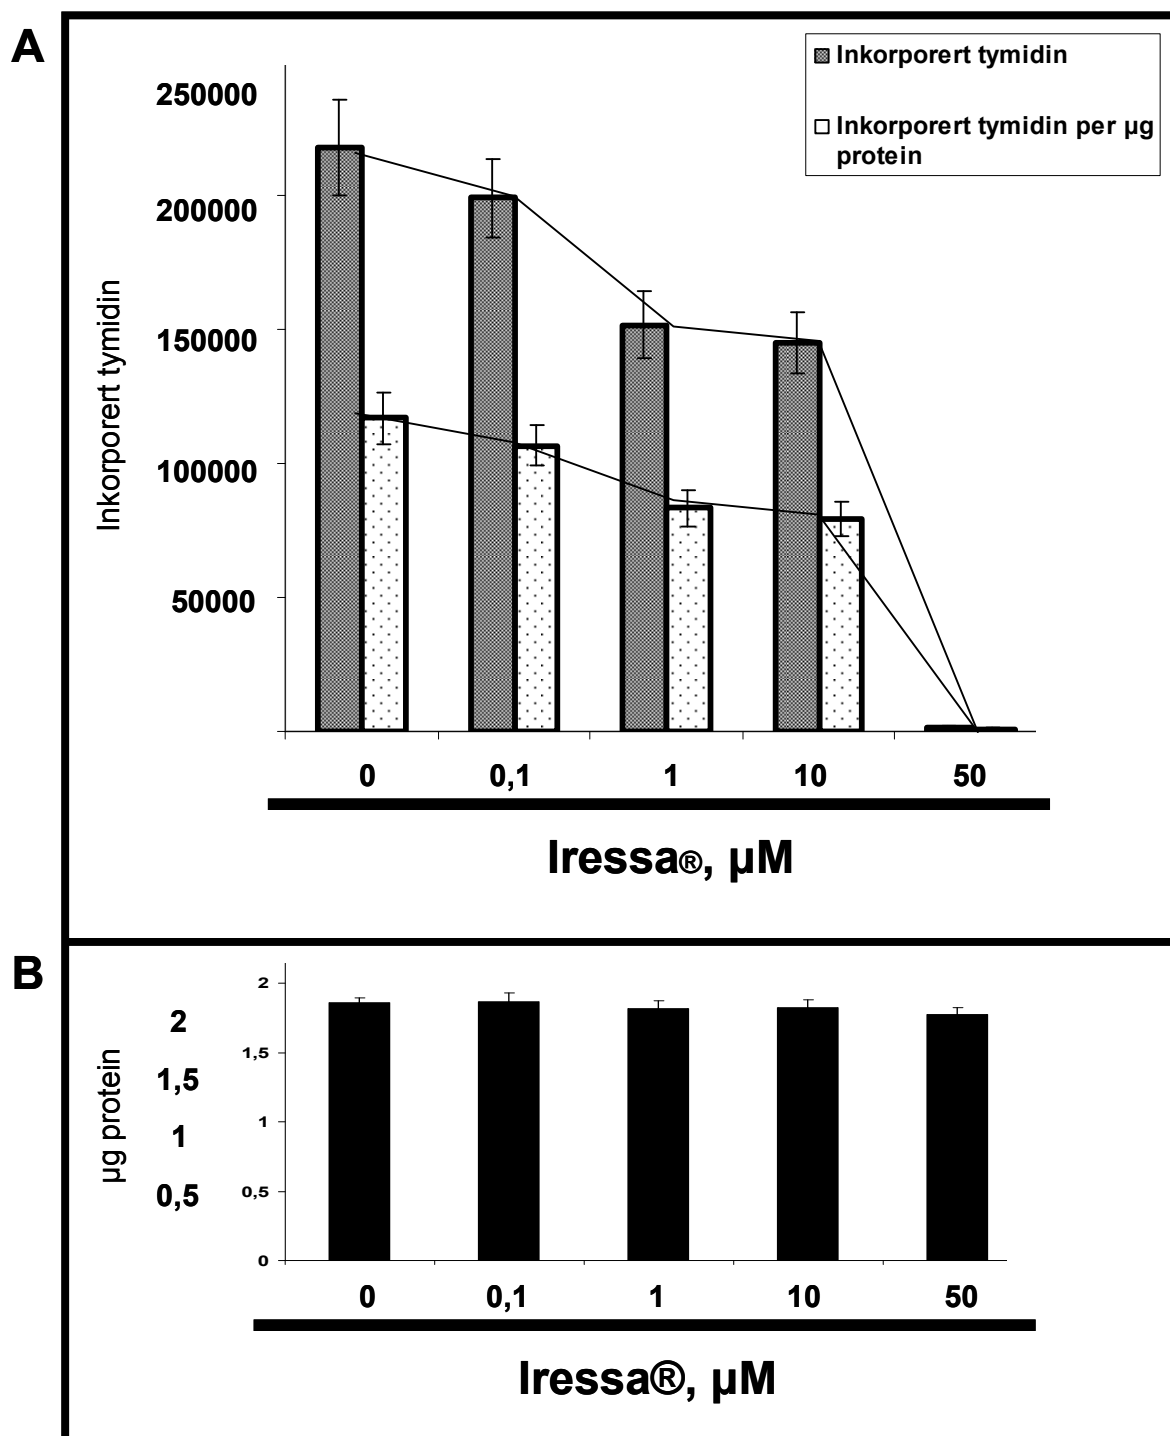 A
Inkorporert tymidin
Inkorporert tymidin per µg
protein
Inkorporert tymidin
250000
200000
150000
100000
50000
0 0,1 1 10 50
Iressa®, µM
B
µg protein
2
1,5
1
0,5
2
1,5
1
0,5
0
0 0,1 1 10 50
Iressa®, µM